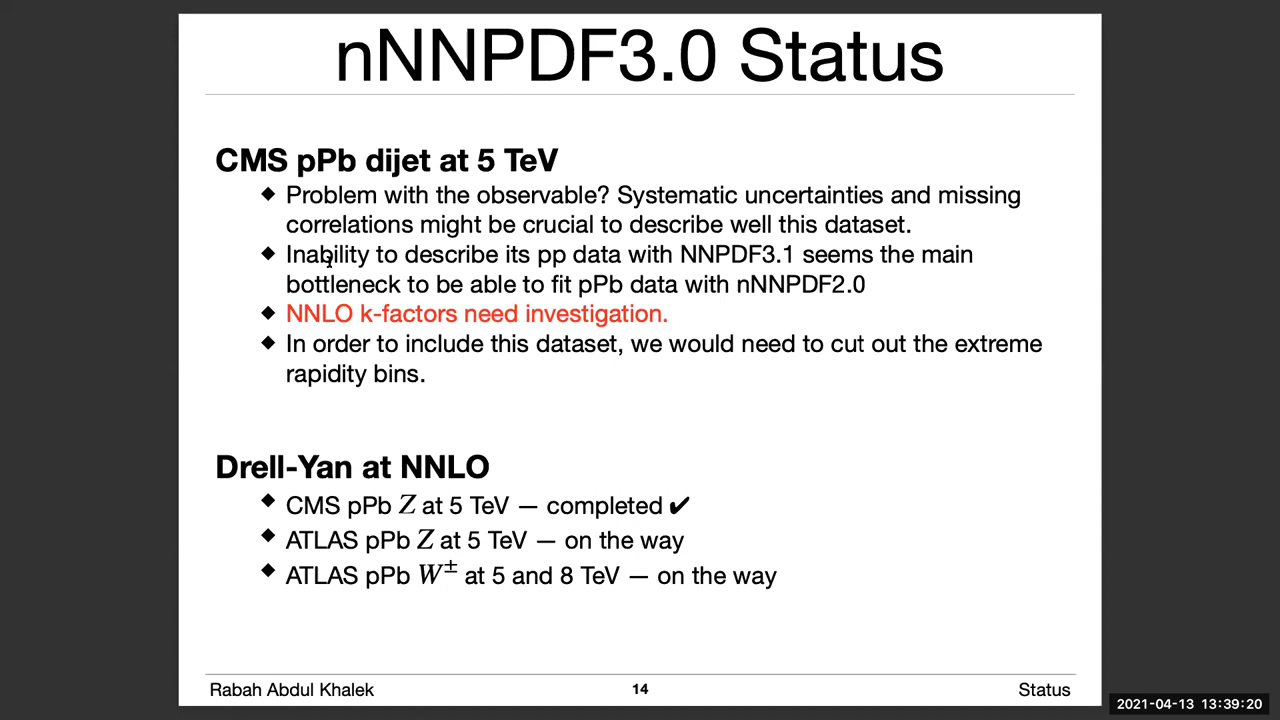 nNNPDF3.0 Status
CMS pPb dijet at 5 TeV
◆ Problem with the observable? Systematic uncertainties and missing
correlations might be crucial to describe well this dataset.
◆ Inability to describe its pp data with NNPDF3.1 seems the main
bottleneck to be able to fit pPb data with nNNPDF2.0
◆ NNLO k-factors need investigation.
◆ In order to include this dataset, we would need to cut out the extreme
rapidity bins.
Drell-Yan at NNLO
◆ CMS pPb Z at 5 TeV — completed ✔
◆ ATLAS pPb Z at 5 TeV — on the way
◆ ATLAS pPb W± at 5 and 8 TeV — on the way
Rabah Abdul Khalek 14 Status
2021-04-13 13:39:20